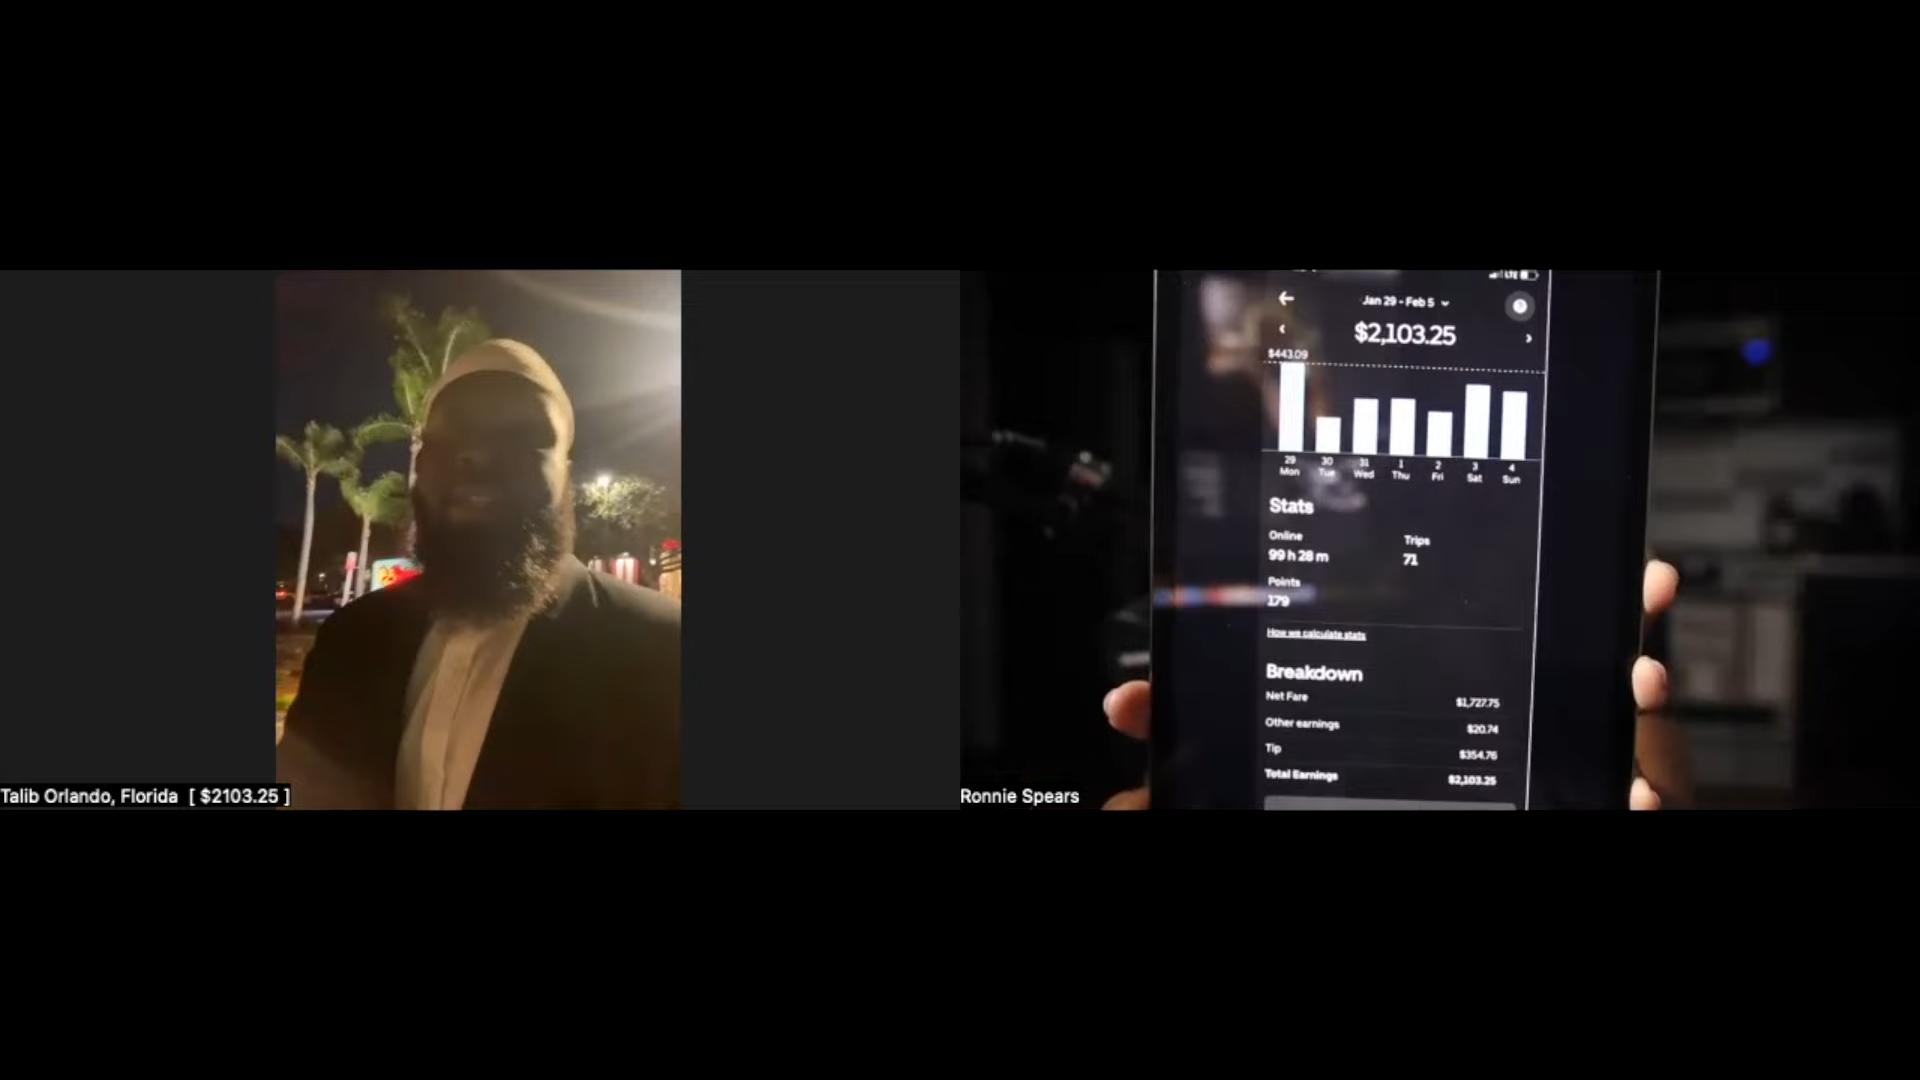 LTE
Jan 29 - Feb 5
$2,103.25
$443.09
29 30 31 1 2 3 4
Mon Tue Wed Thu Fri Sat Sun
Stats
Online Trips
99 h 28 m 71
Points
179
How we calculate stats
Breakdown
Net Fare $1,727.75
Other earnings $20.74
Tip $354.76
Total Earnings $2,103.25
Talib Orlando, Florida [ $2103.25 ]
Ronnie Spears